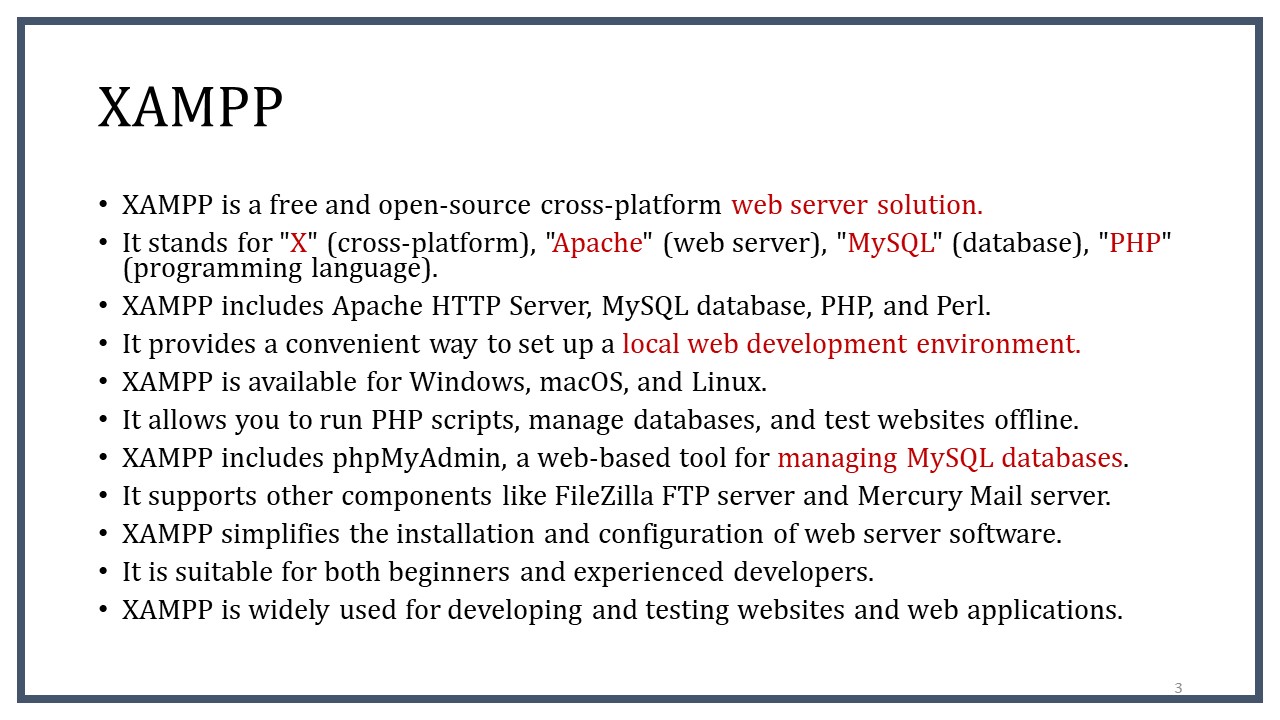 XAMPP
• XAMPP is a free and open-source cross-platform web server solution.
• It stands for "X" (cross-platform), "Apache" (web server), "MySQL" (database), "PHP"
(programming language).
• XAMPP includes Apache HTTP Server, MySQL database, PHP, and Perl.
• It provides a convenient way to set up a local web development environment.
• XAMPP is available for Windows, macOS, and Linux.
• It allows you to run PHP scripts, manage databases, and test websites offline.
• XAMPP includes phpMyAdmin, a web-based tool for managing MySQL databases.
• It supports other components like FileZilla FTP server and Mercury Mail server.
• XAMPP simplifies the installation and configuration of web server software.
• It is suitable for both beginners and experienced developers.
• XAMPP is widely used for developing and testing websites and web applications.
3